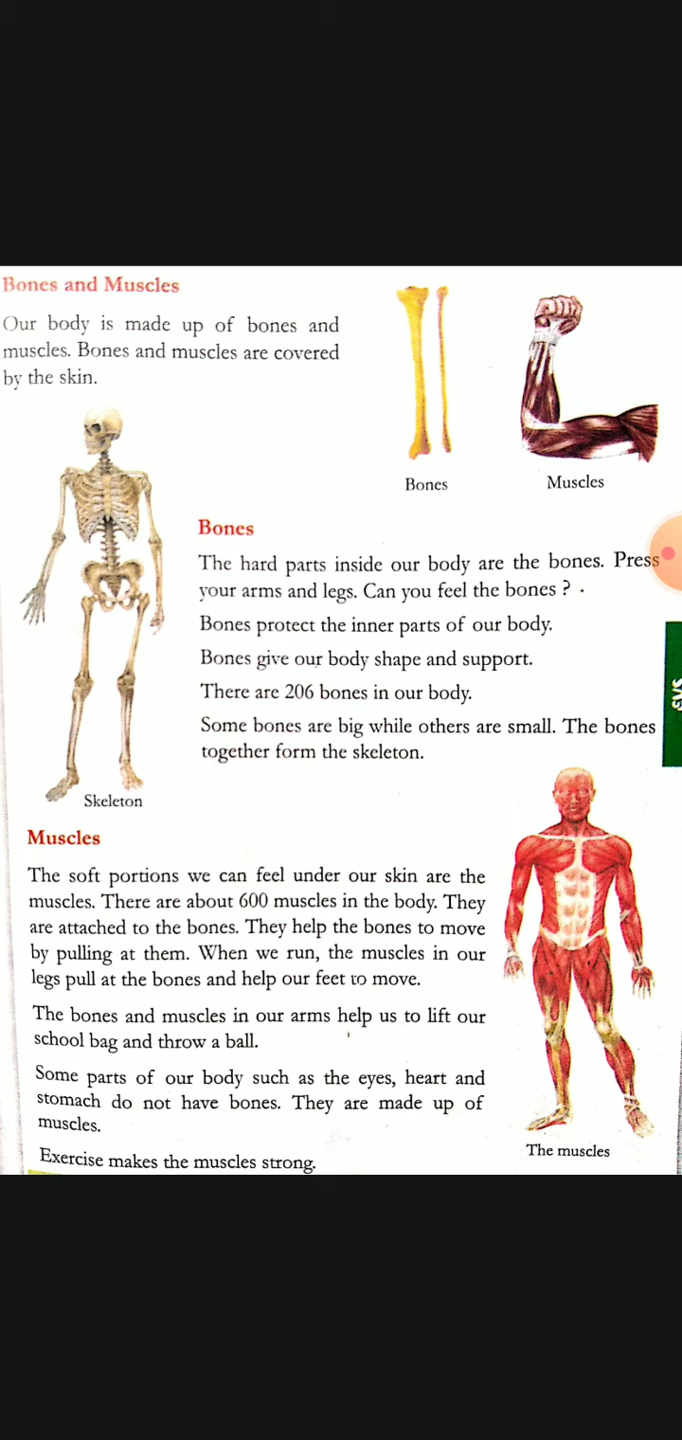 Bones and Muscles
Our body is made up of bones and
muscles. Bones and muscles are covered
by the skin.
Bones
Muscles
Bones
The hard parts inside our body are the bones. Press
your arms and legs. Can you feel the bones ?
Bones protect the inner parts of our body.
Bones give our body shape and support.
There are 206 bones in our body.
Some bones are big while others are small. The bones
together form the skeleton.
Skeleton
Muscles
The soft portions we can feel under our skin are the
muscles. There are about 600 muscles in the body. They
are attached to the bones. They help the bones to move
by pulling at them. When we run, the muscles in our
legs pull at the bones and help our feet to move.
The bones and muscles in our arms help us to lift our
school bag and throw a ball.
Some parts of our body such as the eyes, heart and
stomach do not have bones. They are made up of
muscles.
Exercise makes the muscles strong.
The muscles